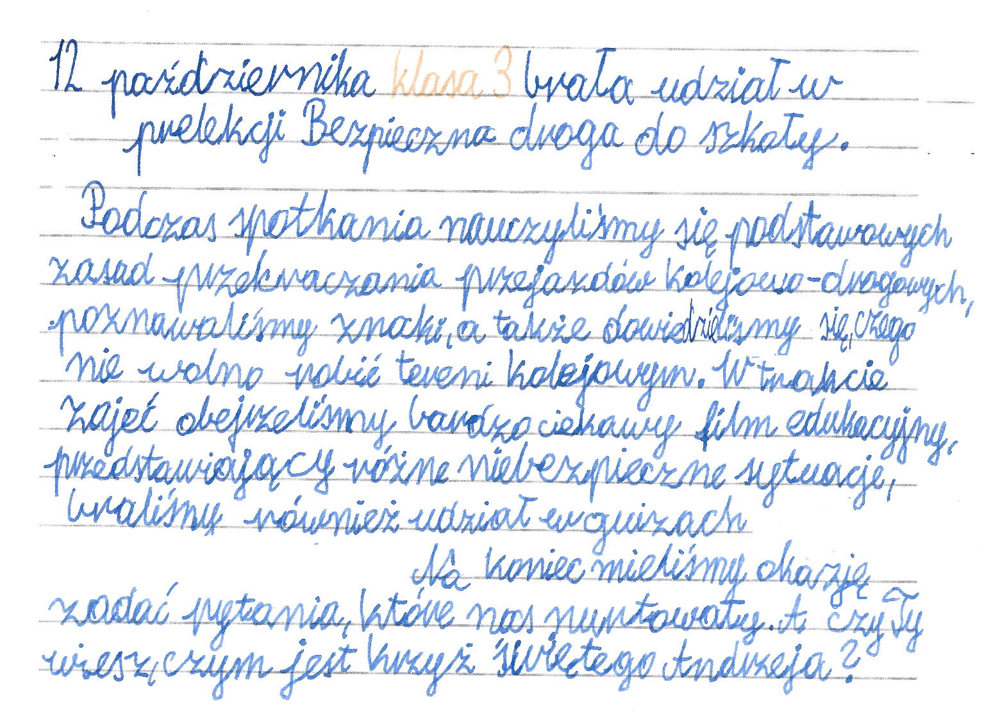 12 października klasa 3 brała udział w
prelekcji Bezpieczna droga do szkoły.
Podczas spotkania nauczyliśmy się podstawowych
zasad przekraczania przejazdów kolejowo-drogowych,
poznawaliśmy znaki, a także dowiedzieliśmy się, czego
nie wolno robić tereni kolejowym. W trakcie
zajęć obejrzeliśmy bardzo ciekawy film edukacyjny,
przedstawiający różne niebezpieczne sytuacje,
braliśmy również udział w quizach
Na koniec mieliśmy okazję
zadać pytania, które nas nurtowały. A czy Ty
wiesz, czym jest krzyż świętego Andrzeja?